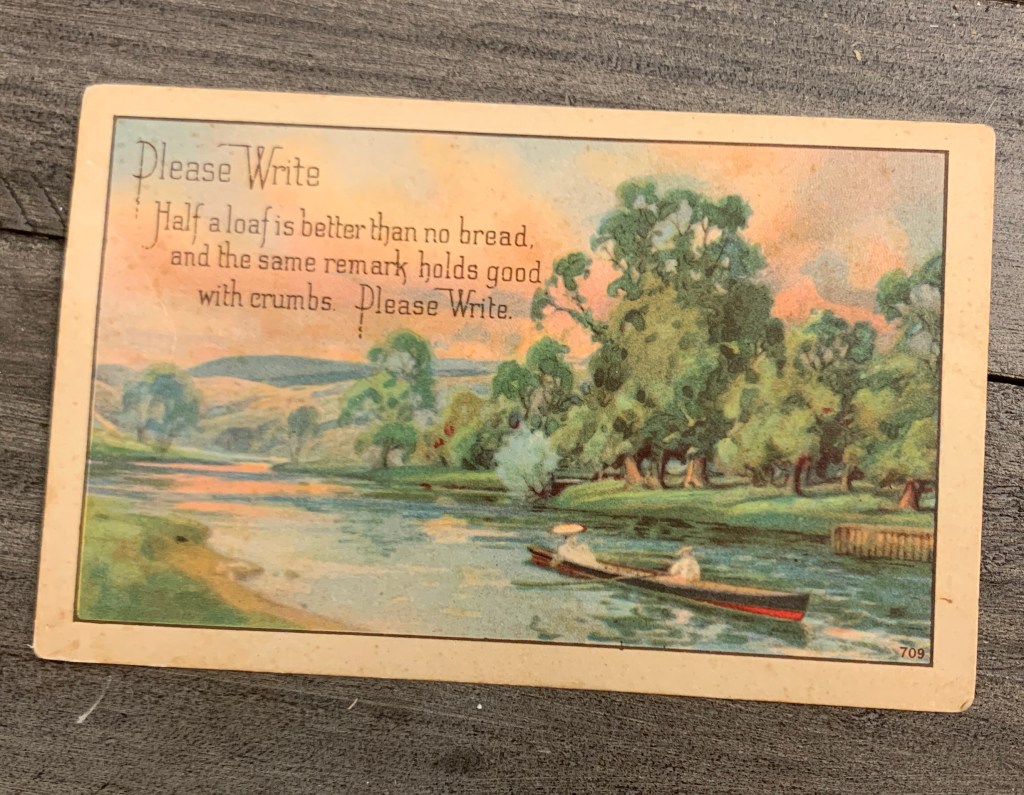 Please Write
Half a loaf is better than no bread,
and the same remark holds good
with crumbs. Please Write.
709